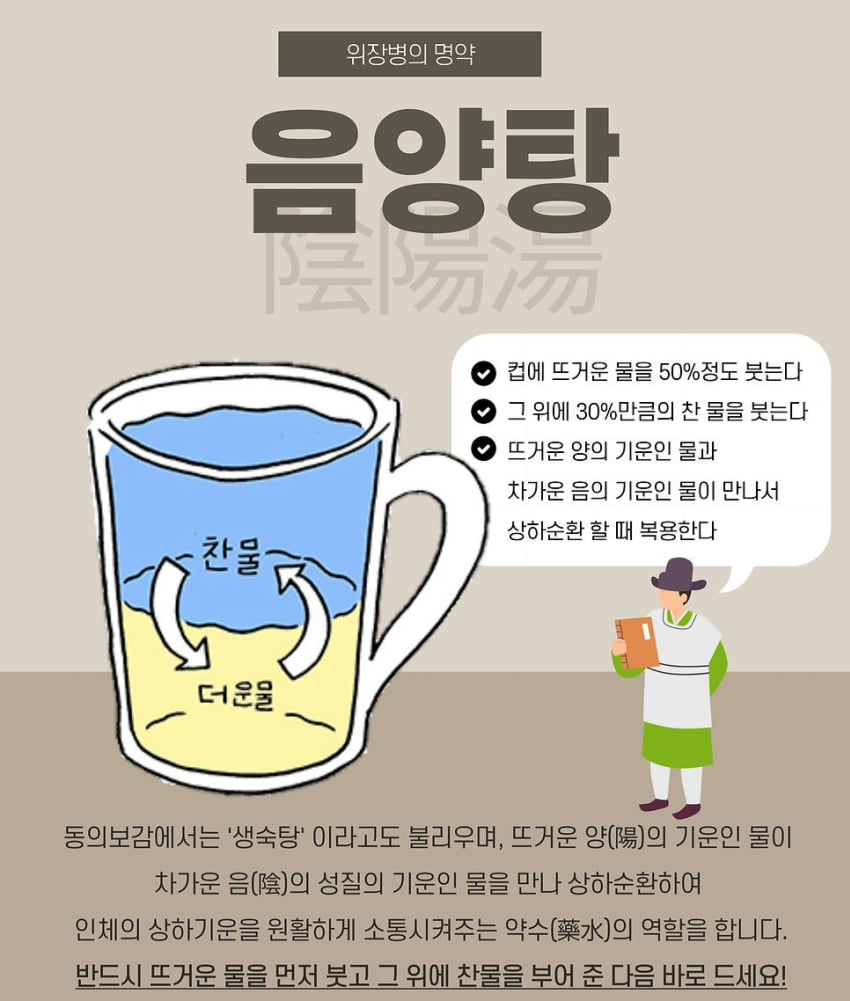 위장병의 명약
음양탕
陰陽湯
컵에 뜨거운 물을 50%정도 붓는다
그 위에 30%만큼의 찬 물을 붓는다
뜨거운 양의 기운인 물과
차가운 음의 기운인 물이 만나서
상하순환 할 때 복용한다
찬물
더운물
동의보감에서는 '생숙탕' 이라고도 불리우며, 뜨거운 양(陽)의 기운인 물이
차가운 음(陰)의 성질의 기운인 물을 만나 상하순환하여
인체의 상하기운을 원활하게 소통시켜주는 약수(藥水)의 역할을 합니다.
반드시 뜨거운 물을 먼저 붓고 그 위에 찬물을 부어 준 다음 바로 드세요!